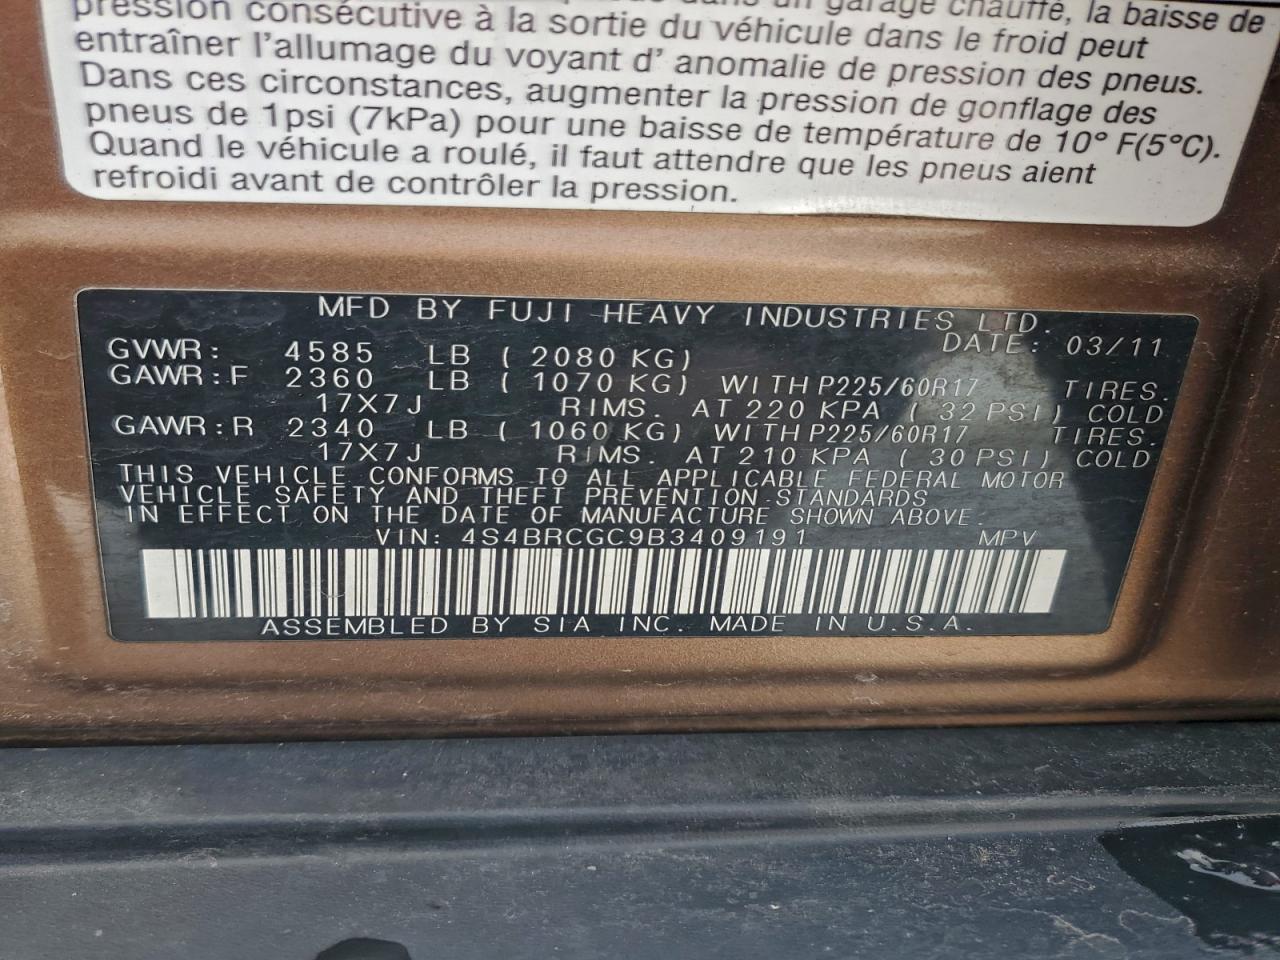 pression consécutive à la sortie du véhicule dans le froid peut
un garage chauffé, la baisse de
entraîner l'allumage du voyant d' anomalie de pression des pneus.
Dans ces circonstances, augmenter la pression de gonflage des
pneus de 1psi (7kPa) pour une baisse de température de 10° F(5°C).
Quand le véhicule a roulé, il faut attendre que les pneus aient
refroidi avant de contrôler la pression.
MFD BY FUJI HEAVY INDUSTRIES LTD.
GVWR: 4585 LB ( 2080 KG) DATE: 03/11
GAWR:F 2360 LB ( 1070 KG) WITH P225/60R17 TIRES.
17X7J RIMS. AT 220 KPA ( 32 PSI) COLD
GAWR:R 2340 LB ( 1060 KG) WITH P225/60R17 TIRES.
17X7J RIMS. AT 210 KPA ( 30 PSI) COLD
THIS VEHICLE CONFORMS TO ALL APPLICABLE FEDERAL MOTOR
VEHICLE SAFETY AND THEFT PREVENTION STANDARDS
IN EFFECT ON THE DATE OF MANUFACTURE SHOWN ABOVE.
VIN: 4S4BRCGC9B3409191 MPV
ASSEMBLED BY SIA INC. MADE IN U.S.A.